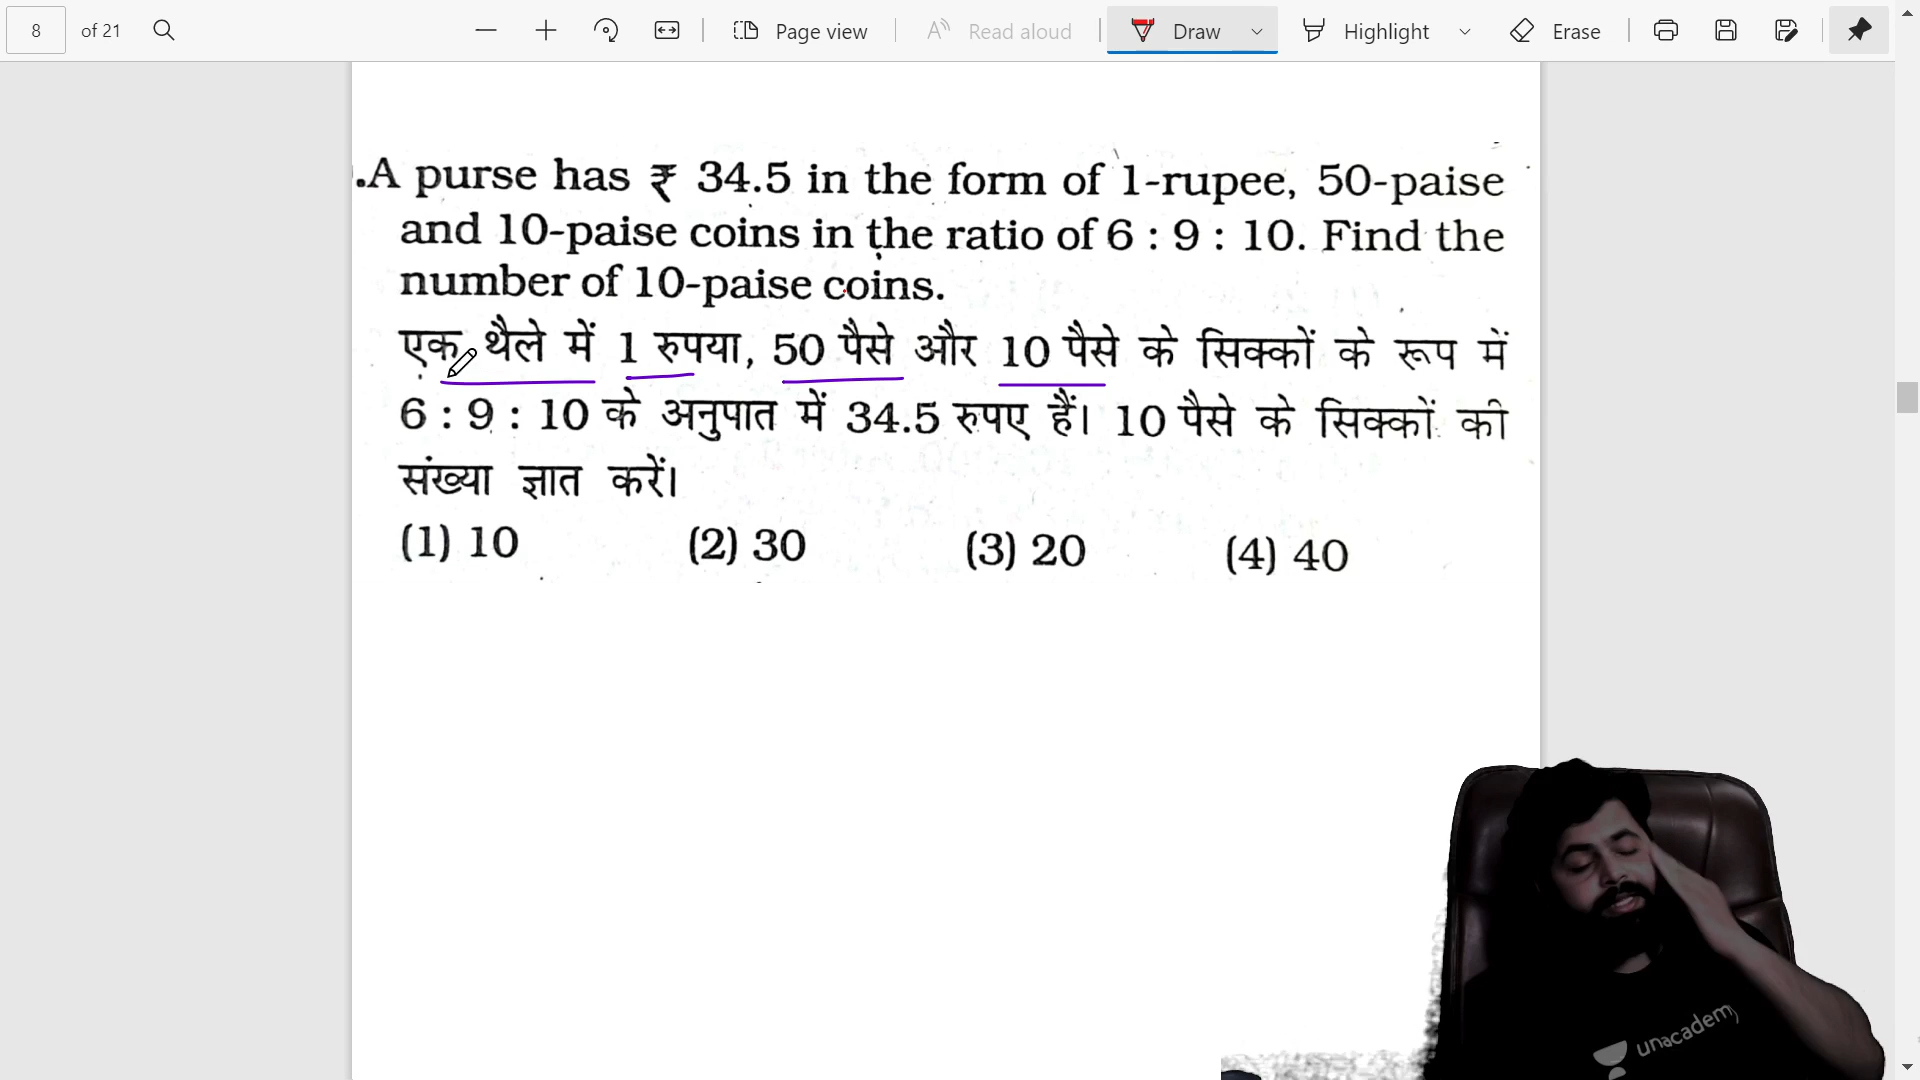 8 of 21 Page view Read aloud Draw Highlight Erase
.A purse has ₹ 34.5 in the form of 1-rupee, 50-paise
and 10-paise coins in the ratio of 6 : 9 : 10. Find the
number of 10-paise coins.
एक थैले में 1 रुपया, 50 पैसे और 10 पैसे के सिक्कों के रूप में
6 : 9 : 10 के अनुपात में 34.5 रुपए हैं। 10 पैसे के सिक्कों की
संख्या ज्ञात करें।
(1) 10 (2) 30 (3) 20 (4) 40
unacademy